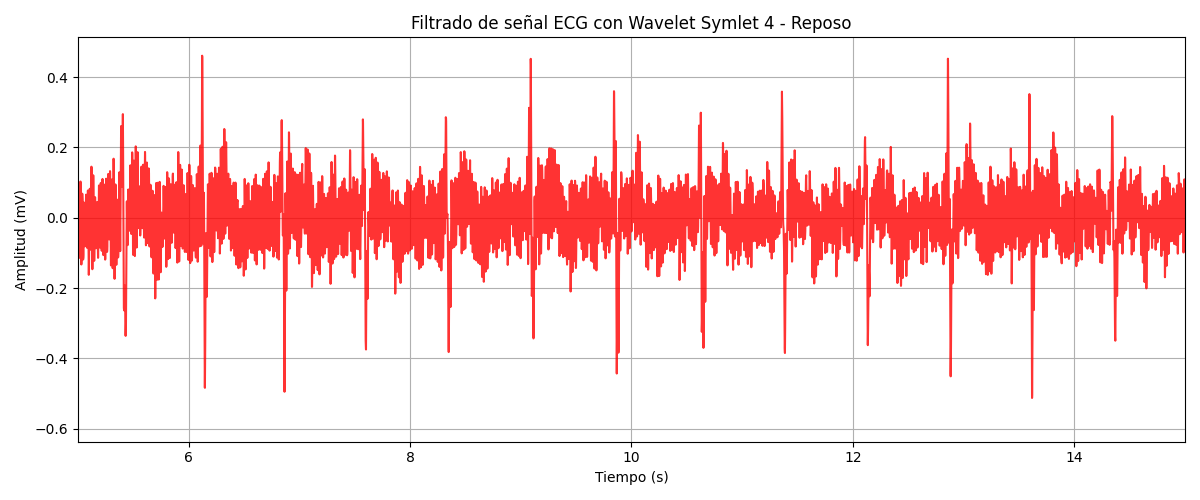 Filtrado de señal ECG con Wavelet Symlet 4 - Reposo
Amplitud (mV)
0.4
0.2
0.0
−0.2
−0.4
−0.6
6 8 10 12 14
Tiempo (s)